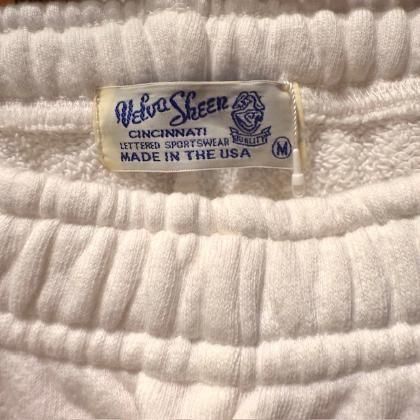 Velva Sheen
CINCINNATI
LETTERED SPORTSWEAR
QUALITY
MADE IN THE USA
M